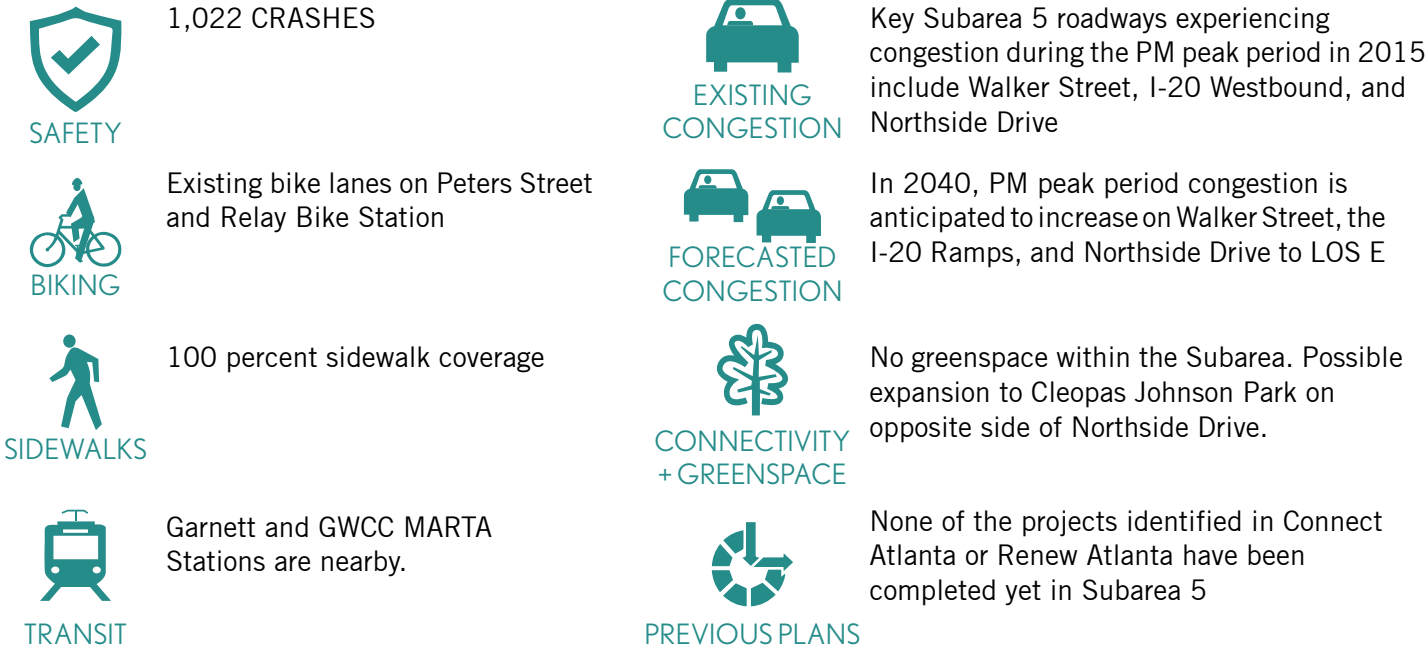 1,022 CRASHES
SAFETY
Existing bike lanes on Peters Street
and Relay Bike Station
BIKING
100 percent sidewalk coverage
SIDEWALKS
Garnett and GWCC MARTA
Stations are nearby.
TRANSIT
Key Subarea 5 roadways experiencing
congestion during the PM peak period in 2015
include Walker Street, I-20 Westbound, and
Northside Drive
EXISTING
CONGESTION
In 2040, PM peak period congestion is
anticipated to increase on Walker Street, the
I-20 Ramps, and Northside Drive to LOS E
FORECASTED
CONGESTION
No greenspace within the Subarea. Possible
expansion to Cleopas Johnson Park on
opposite side of Northside Drive.
CONNECTIVITY
+ GREENSPACE
None of the projects identified in Connect
Atlanta or Renew Atlanta have been
completed yet in Subarea 5
PREVIOUS PLANS